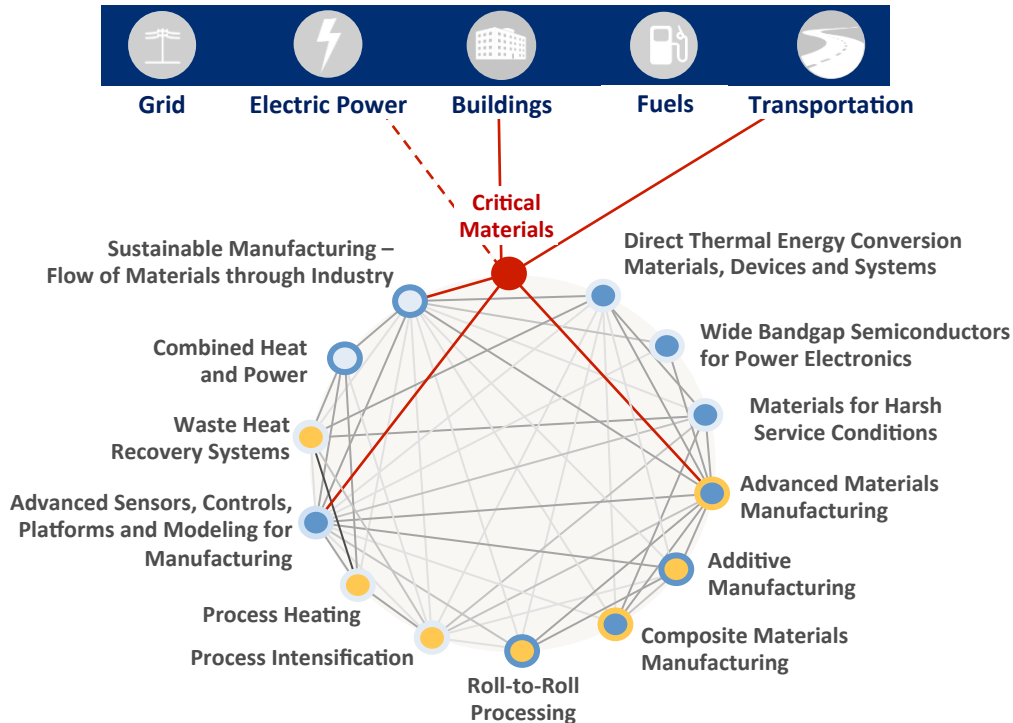 Grid
Electric Power
Buildings
Fuels
Transportation
Critical
Materials
Sustainable Manufacturing –
Flow of Materials through Industry
Direct Thermal Energy Conversion
Materials, Devices and Systems
Combined Heat
and Power
Wide Bandgap Semiconductors
for Power Electronics
Waste Heat
Recovery Systems
Materials for Harsh
Service Conditions
Advanced Sensors, Controls,
Platforms and Modeling for
Manufacturing
Advanced Materials
Manufacturing
Additive
Manufacturing
Process Heating
Composite Materials
Manufacturing
Process Intensification
Roll-to-Roll
Processing